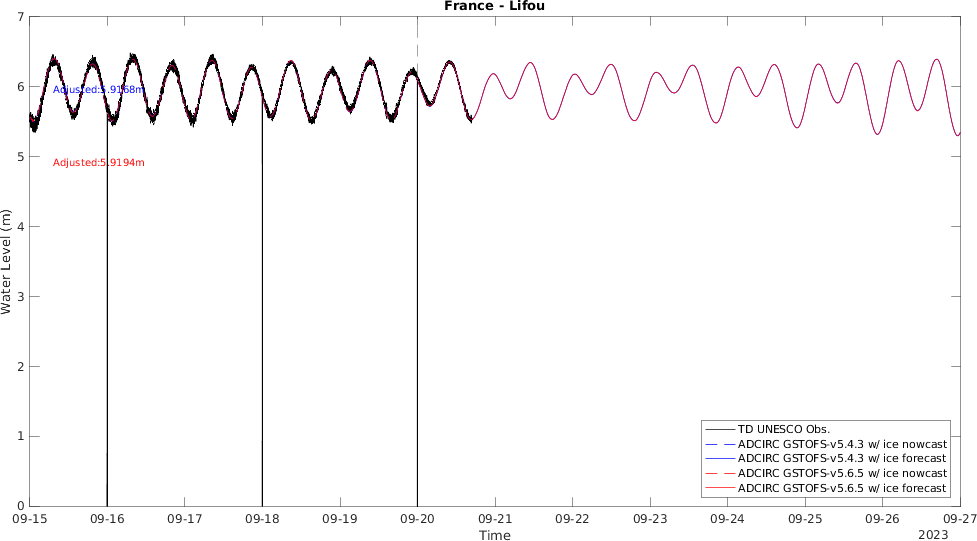 France - Lifou
7
6
5
4
3
2
1
0
Water Level (m)
Adjusted:5.9168m
Adjusted:5.9194m
TD UNESCO Obs.
ADCIRC GSTOFS-v5.4.3 w/ ice nowcast
ADCIRC GSTOFS-v5.4.3 w/ ice forecast
ADCIRC GSTOFS-v5.6.5 w/ ice nowcast
ADCIRC GSTOFS-v5.6.5 w/ ice forecast
09-15 09-16 09-18 09-19 09-20 09-21 09-22 09-23 09-24 09-25 09-26 09-27
Time
2023